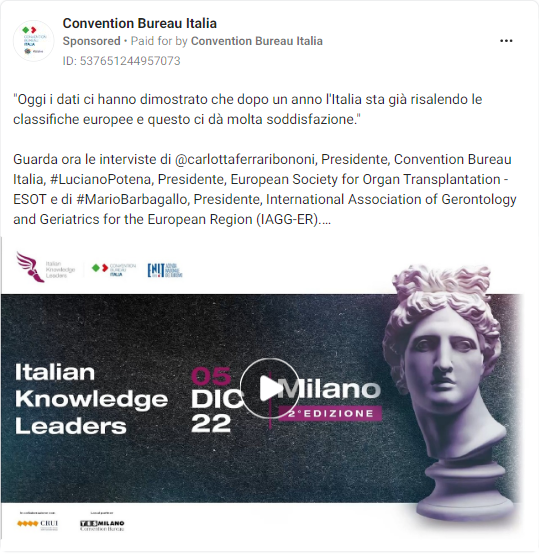 Convention Bureau Italia
Sponsored • Paid for by Convention Bureau Italia
ID: 537651244957073
"Oggi i dati ci hanno dimostrato che dopo un anno l'Italia sta già risalendo le
classifiche europee e questo ci dà molta soddisfazione."
Guarda ora le interviste di @carlottaferraribononi, Presidente, Convention Bureau
Italia, #LucianoPotena, Presidente, European Society for Organ Transplantation -
ESOT e di #MarioBarbagallo, Presidente, International Association of Gerontology
and Geriatrics for the European Region (IAGG-ER)....
Italian
Knowledge
Leaders
CONVENTION
BUREAU
ITALIA
ENIT
Italian
Knowledge
Leaders
05
DIC
22
Milano
2ª EDIZIONE
CRUI
YESMILANO
Convention Bureau